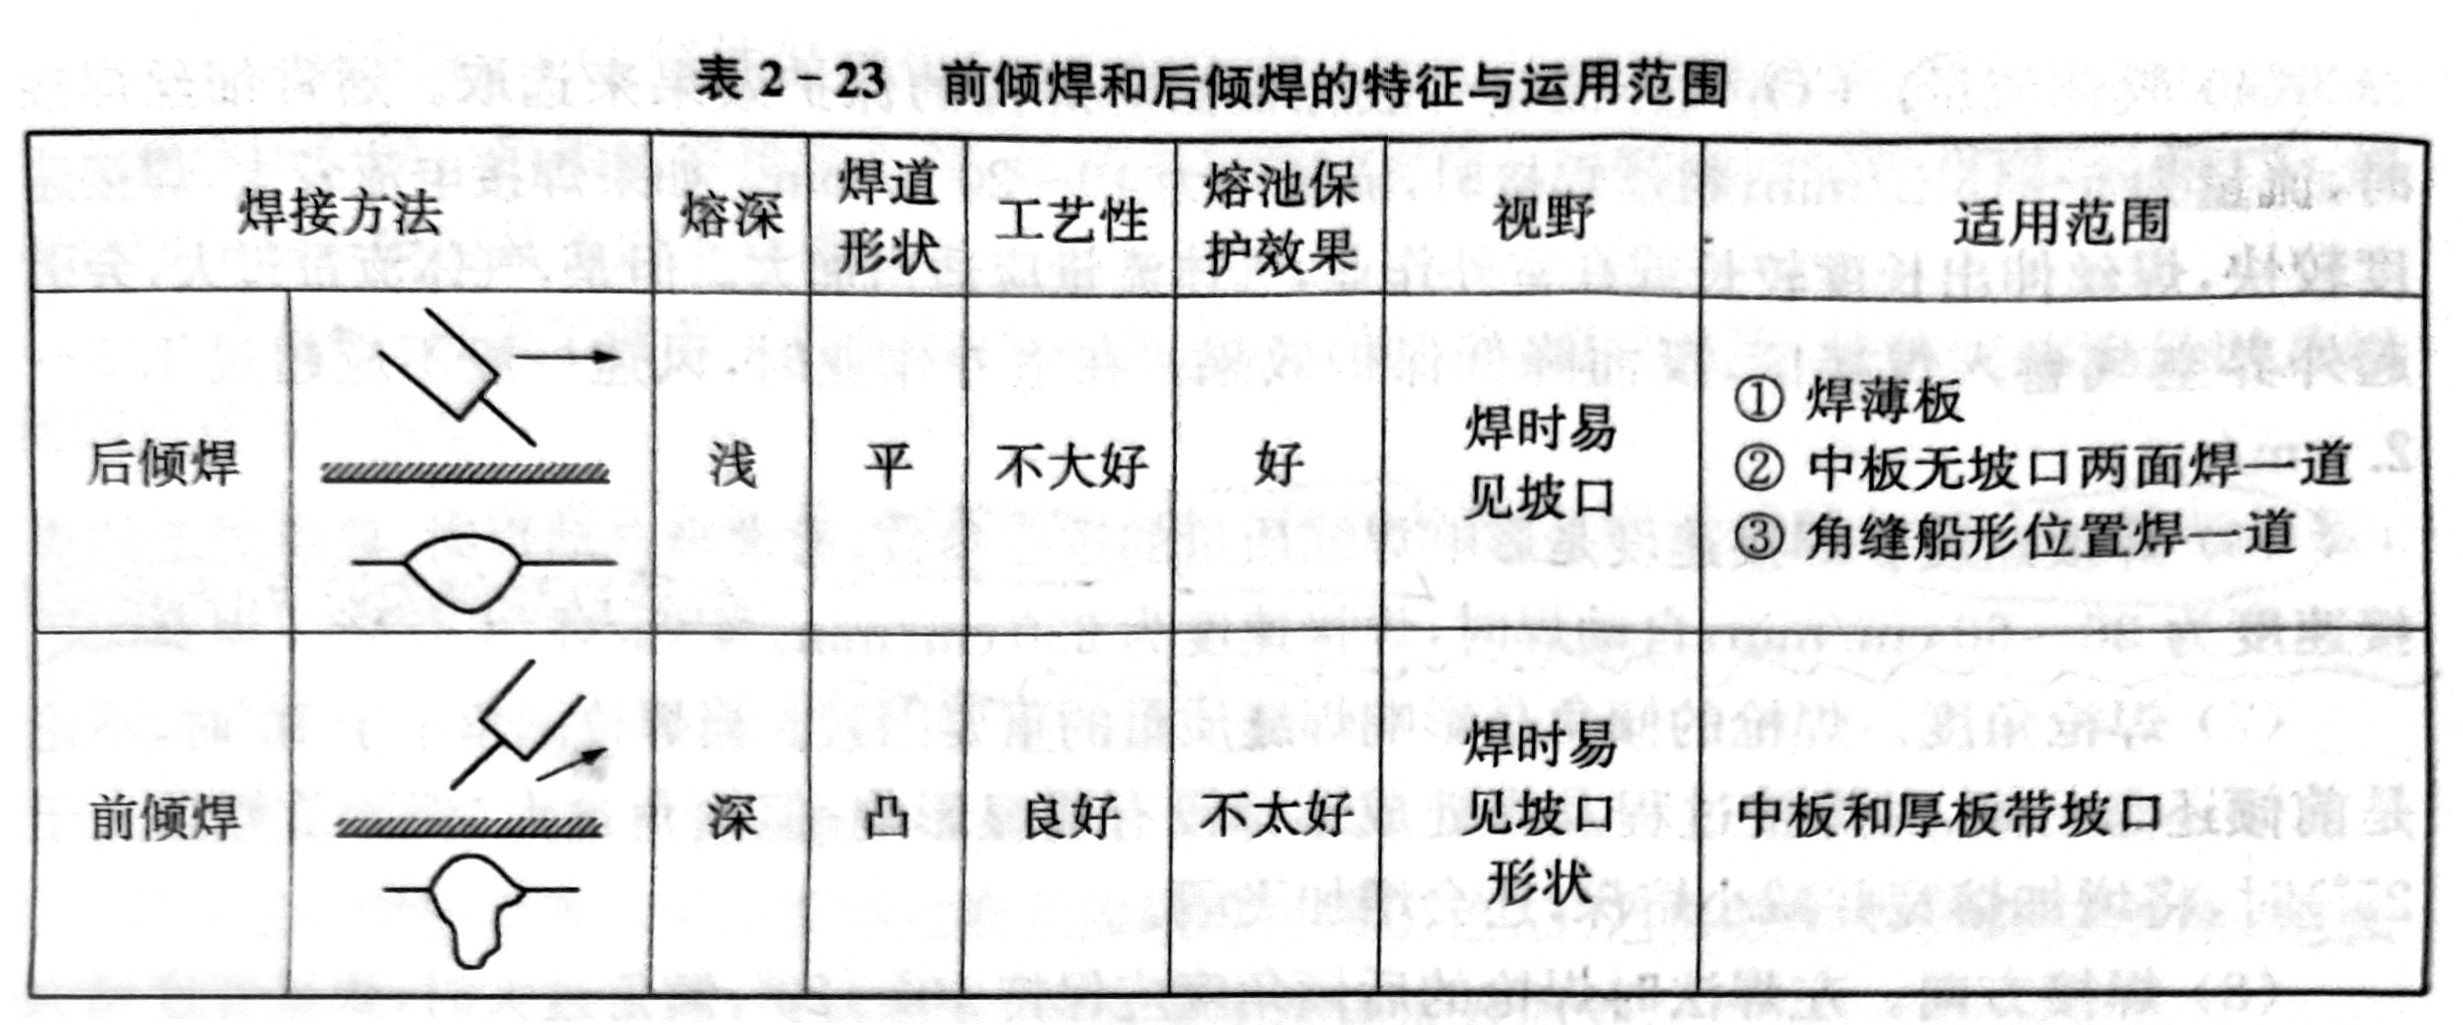 表 2-23 前倾焊和后倾焊的特征与运用范围
焊接方法 熔深 焊道形状 工艺性 熔池保护效果 视野 适用范围
后倾焊 浅 平 不大好 好 焊时易见坡口 ① 焊薄板
② 中板无坡口两面焊一道
③ 角缝船形位置焊一道
前倾焊 深 凸 良好 不太好 焊时易见坡口形状 中板和厚板带坡口